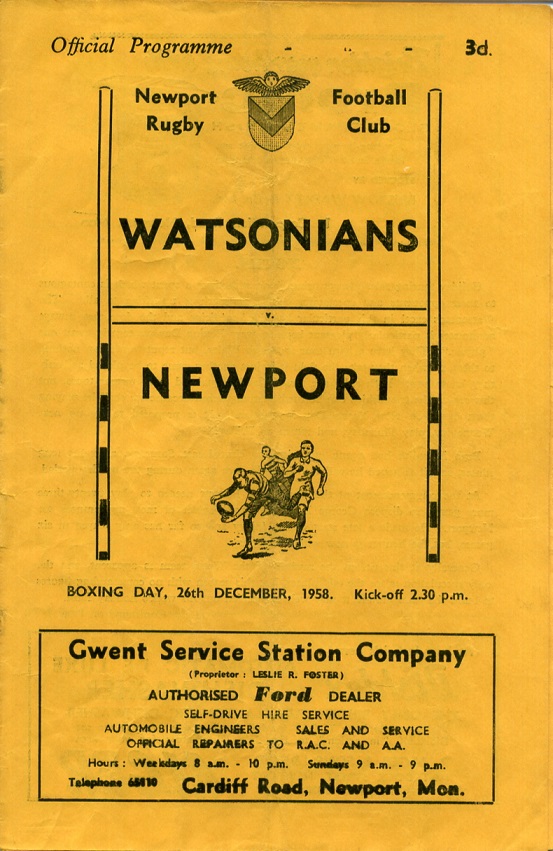 Official Programme - .. - 3d.
Newport Football
Rugby Club
WATSONIANS
v.
NEWPORT
BOXING DAY, 26th DECEMBER, 1958. Kick-off 2.30 p.m.
Gwent Service Station Company
(Proprietor : LESLIE R. FOSTER)
AUTHORISED Ford DEALER
SELF-DRIVE HIRE SERVICE
AUTOMOBILE ENGINEERS SALES AND SERVICE
OFFICIAL REPAIRERS TO R.A.C. AND A.A.
Hours : Weekdays 8 a.m. - 10 p.m. Sundays 9 a.m. - 9 p.m.
Telephone Cardiff Road, Newport, Mon.